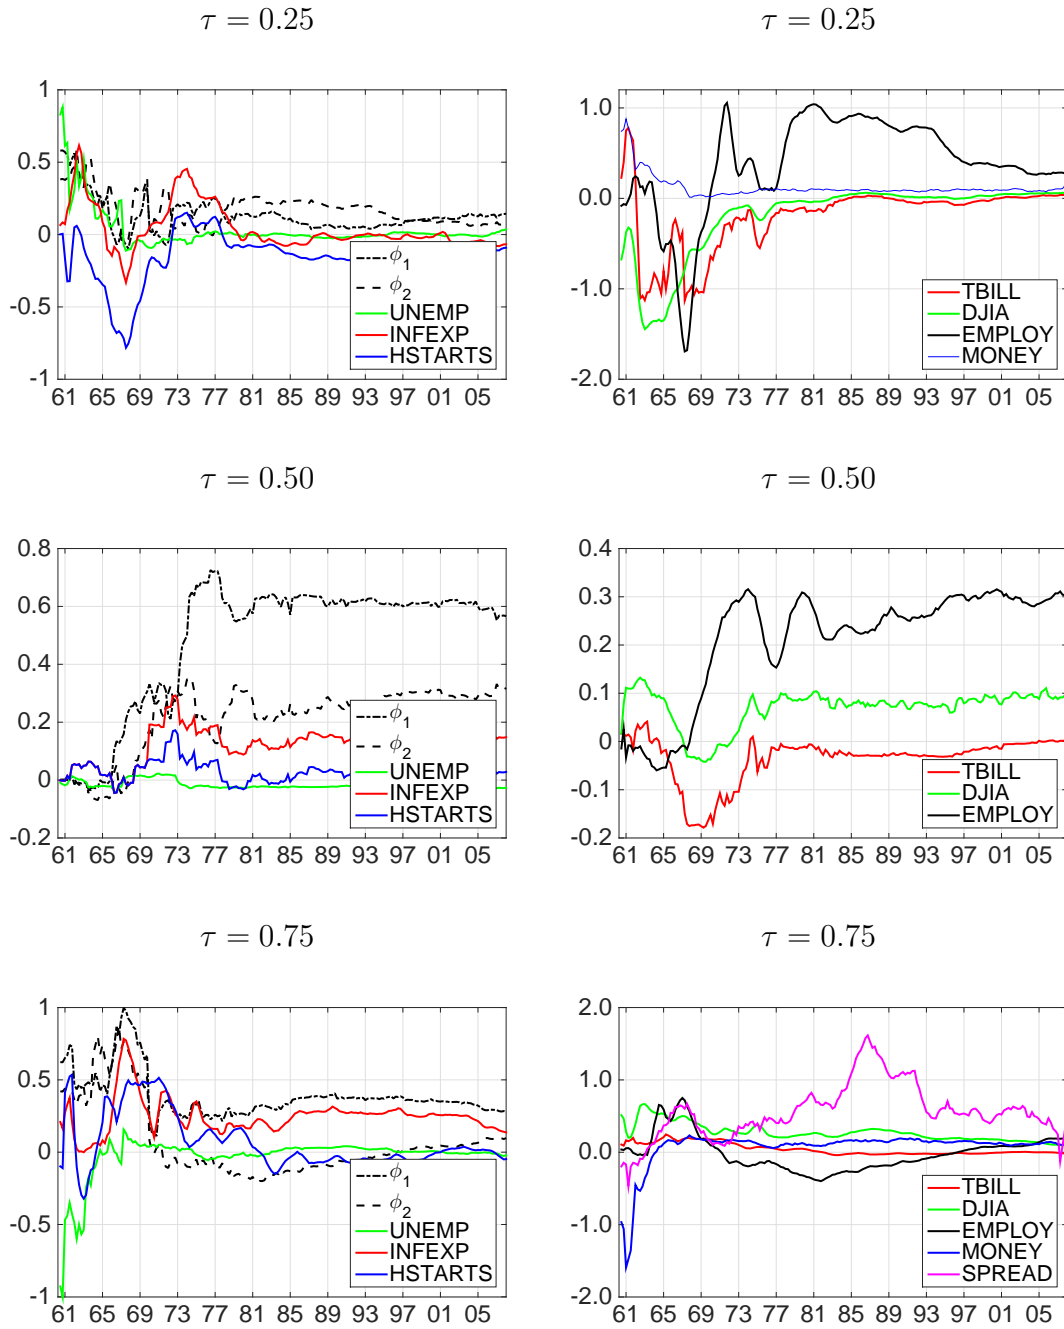 τ = 0.25
1
0.5
0
-0.5
-1
61 65 69 73 77 81 85 89 93 97 01 05
ϕ1
ϕ2
UNEMP
INFEXP
HSTARTS
τ = 0.25
1.0
0.0
-1.0
-2.0
61 65 69 73 77 81 85 89 93 97 01 05
TBILL
DJIA
EMPLOY
MONEY
τ = 0.50
0.8
0.6
0.4
0.2
0
-0.2
61 65 69 73 77 81 85 89 93 97 01 05
ϕ1
ϕ2
UNEMP
INFEXP
HSTARTS
τ = 0.50
0.4
0.3
0.2
0.1
0
-0.1
-0.2
61 65 69 73 77 81 85 89 93 97 01 05
TBILL
DJIA
EMPLOY
τ = 0.75
1
0.5
0
-0.5
-1
61 65 69 73 77 81 85 89 93 97 01 05
ϕ1
ϕ2
UNEMP
INFEXP
HSTARTS
τ = 0.75
2.0
1.0
0.0
-1.0
-2.0
61 65 69 73 77 81 85 89 93 97 01 05
TBILL
DJIA
EMPLOY
MONEY
SPREAD